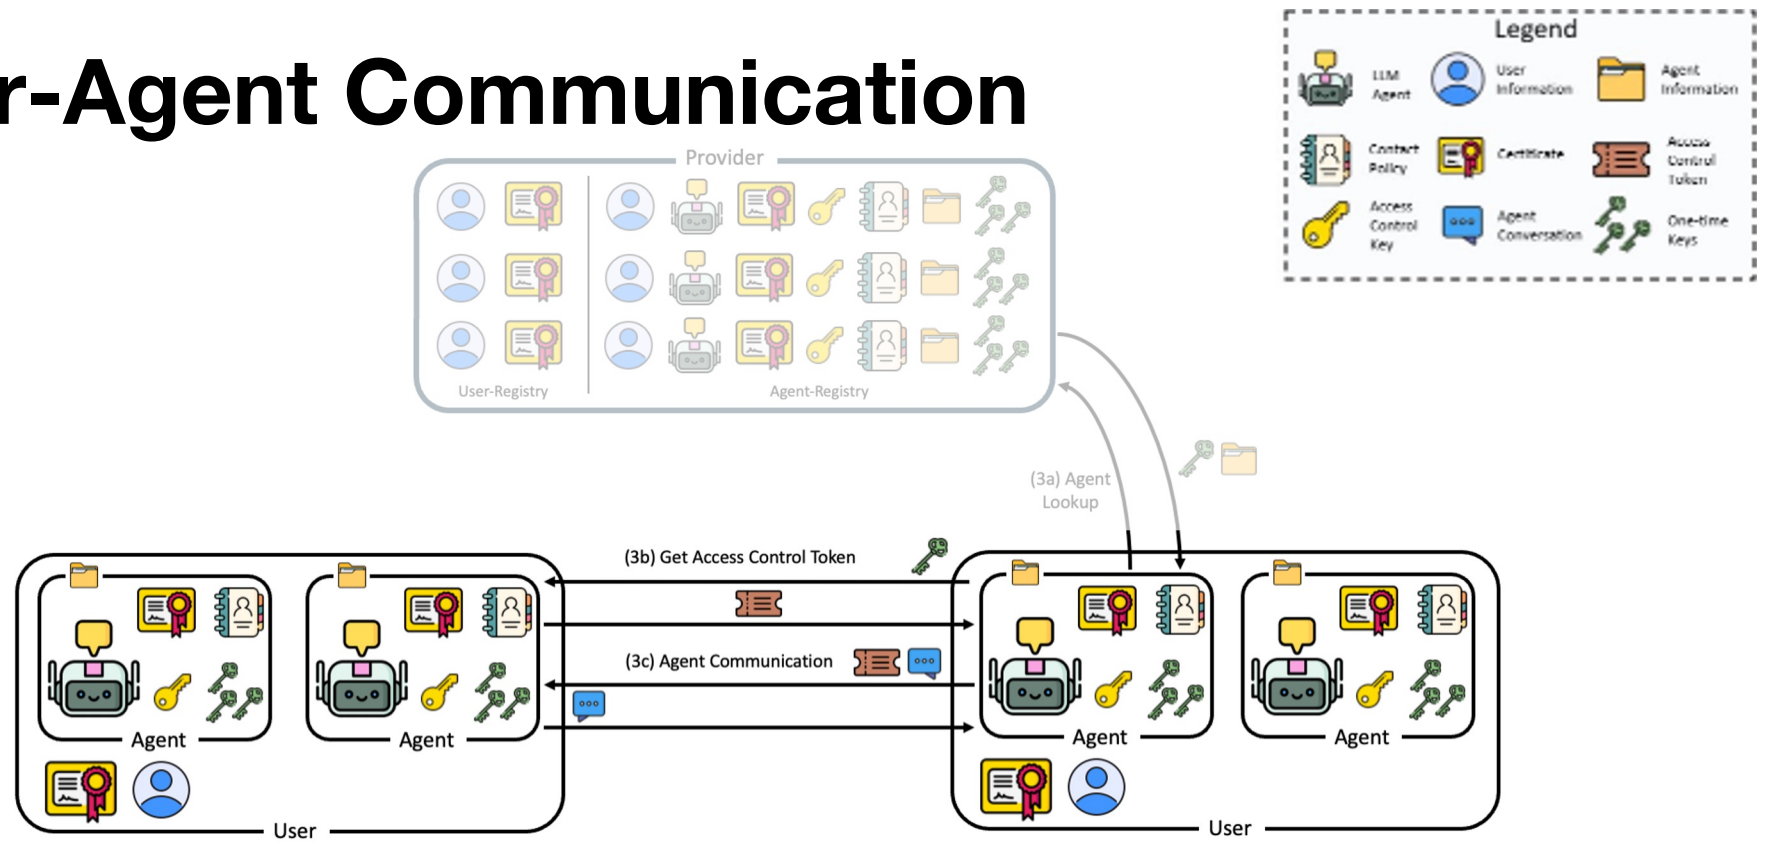 r-Agent Communication
Legend
LLM
Agent
User
Information
Agent
Information
Contact
Policy
Certificate
Access
Control
Token
Access
Control
Key
Agent
Conversation
One-time
Keys
Provider
User-Registry
Agent-Registry
(3a) Agent
Lookup
(3b) Get Access Control Token
(3c) Agent Communication
Agent
Agent
User
Agent
Agent
User